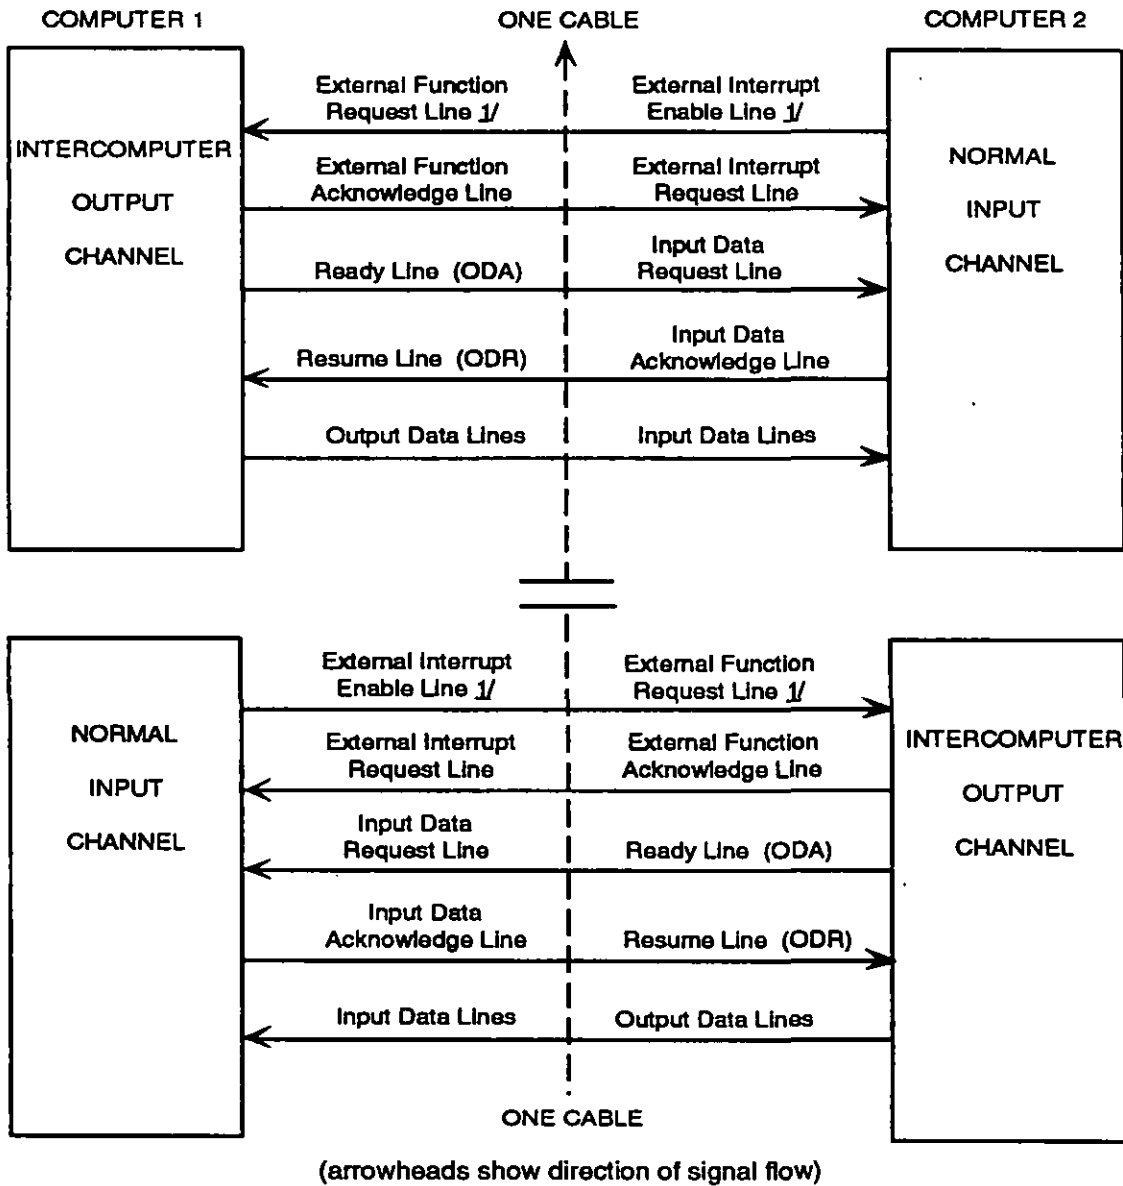 COMPUTER 1
ONE CABLE
COMPUTER 2
INTERCOMPUTER
OUTPUT
CHANNEL
External Function
Request Line 1/
External Interrupt
Enable Line 1/
External Function
Acknowledge Line
External Interrupt
Request Line
Ready Line (ODA)
Input Data
Request Line
Resume Line (ODR)
Input Data
Acknowledge Line
Output Data Lines
Input Data Lines
NORMAL
INPUT
CHANNEL
NORMAL
INPUT
CHANNEL
External Interrupt
Enable Line 1/
External Function
Request Line 1/
External Interrupt
Request Line
External Function
Acknowledge Line
Input Data
Request Line
Ready Line (ODA)
Input Data
Acknowledge Line
Resume Line (ODR)
Input Data Lines
Output Data Lines
INTERCOMPUTER
OUTPUT
CHANNEL
ONE CABLE
(arrowheads show direction of signal flow)